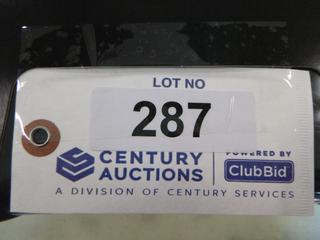 LOT NO
287
CENTURY AUCTIONS
POWERED BY
ClubBid
A DIVISION OF CENTURY SERVICES